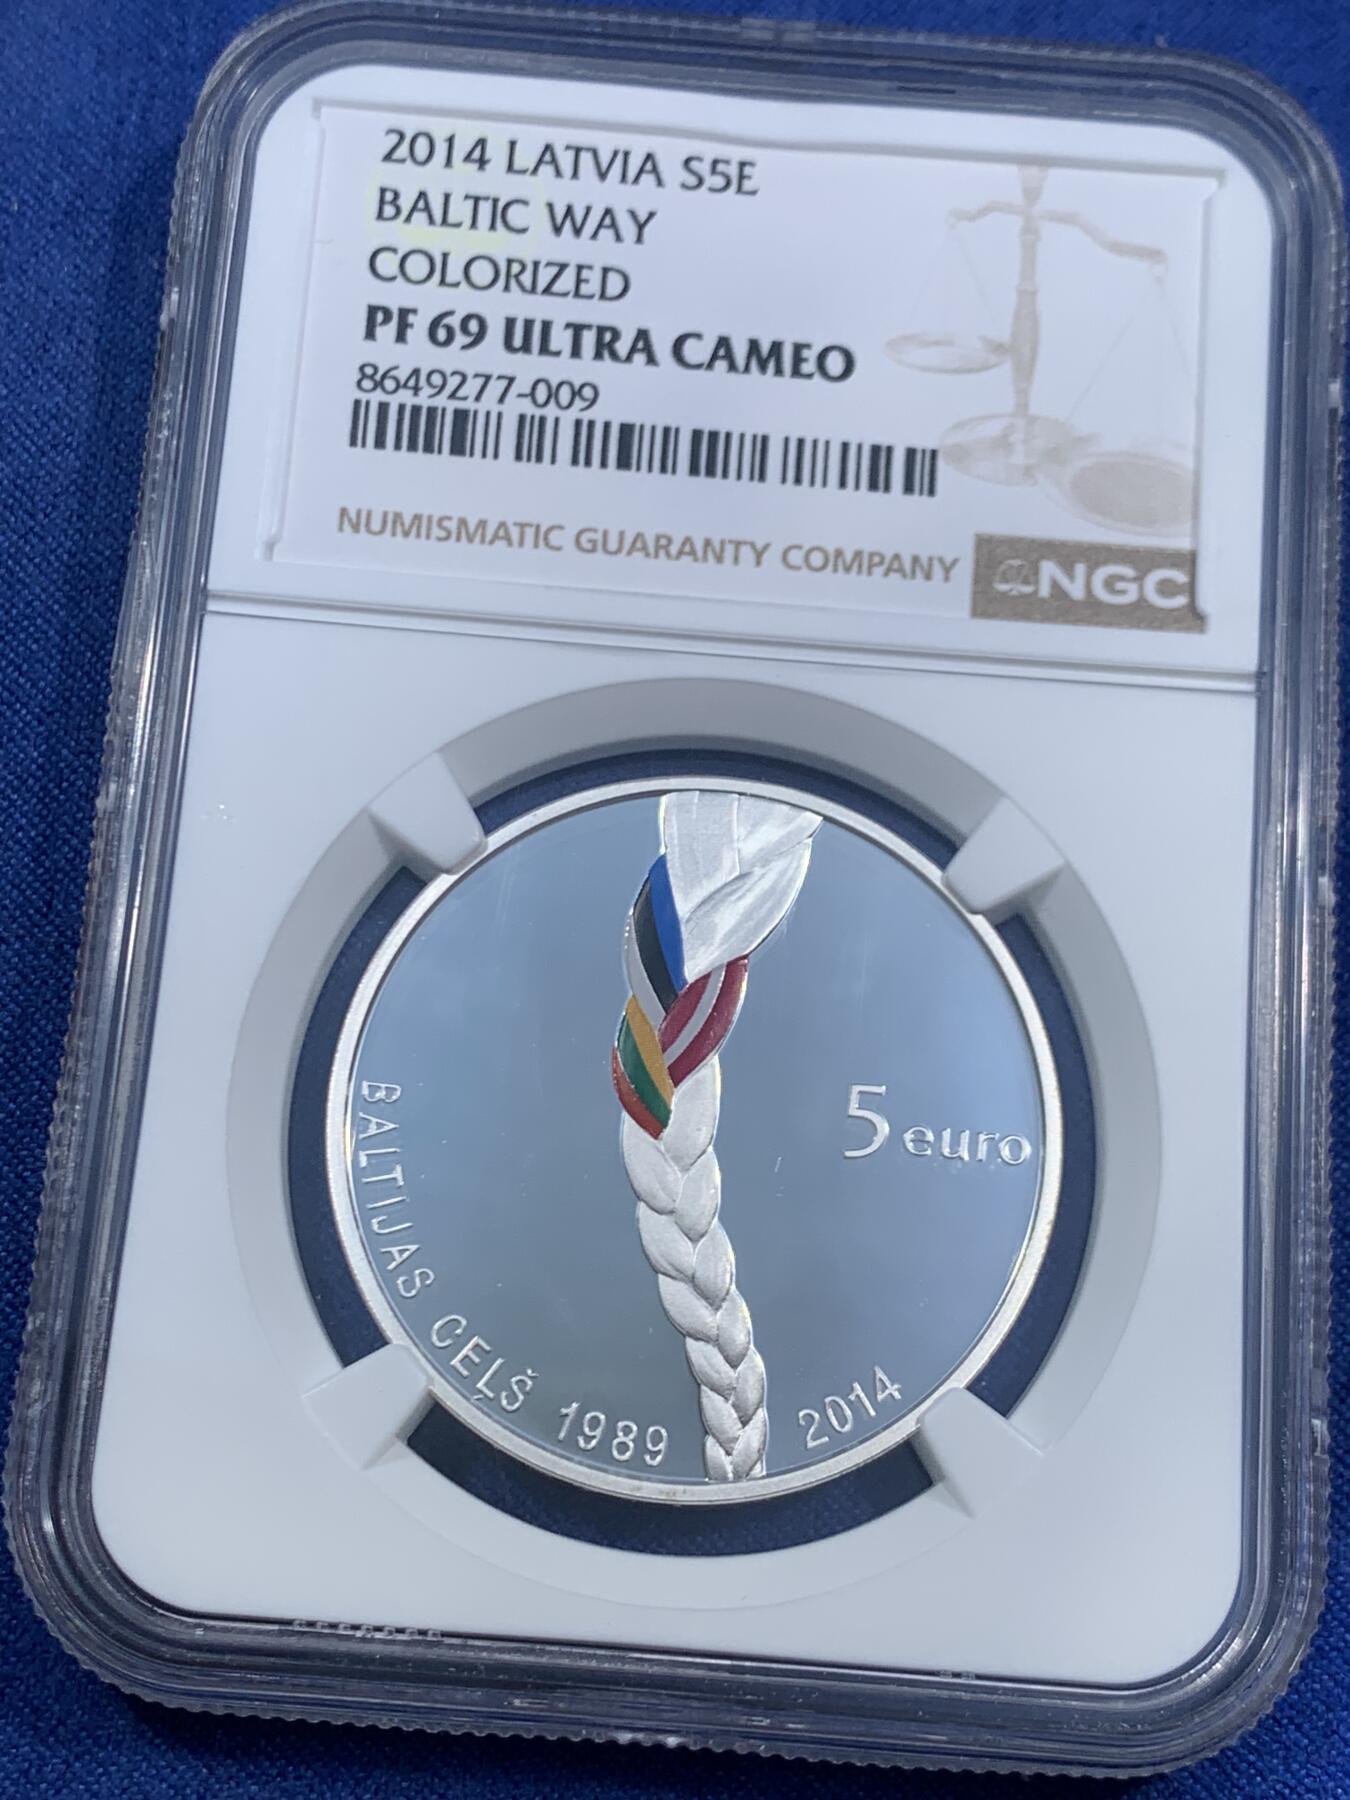 2014 LATVIA S5E
BALTIC WAY
COLORIZED
PF 69 ULTRA CAMEO
8649277-009
NUMISMATIC GUARANTY COMPANY
NGC
5 euro
BALTIJAS CEĻŠ 1989
2014